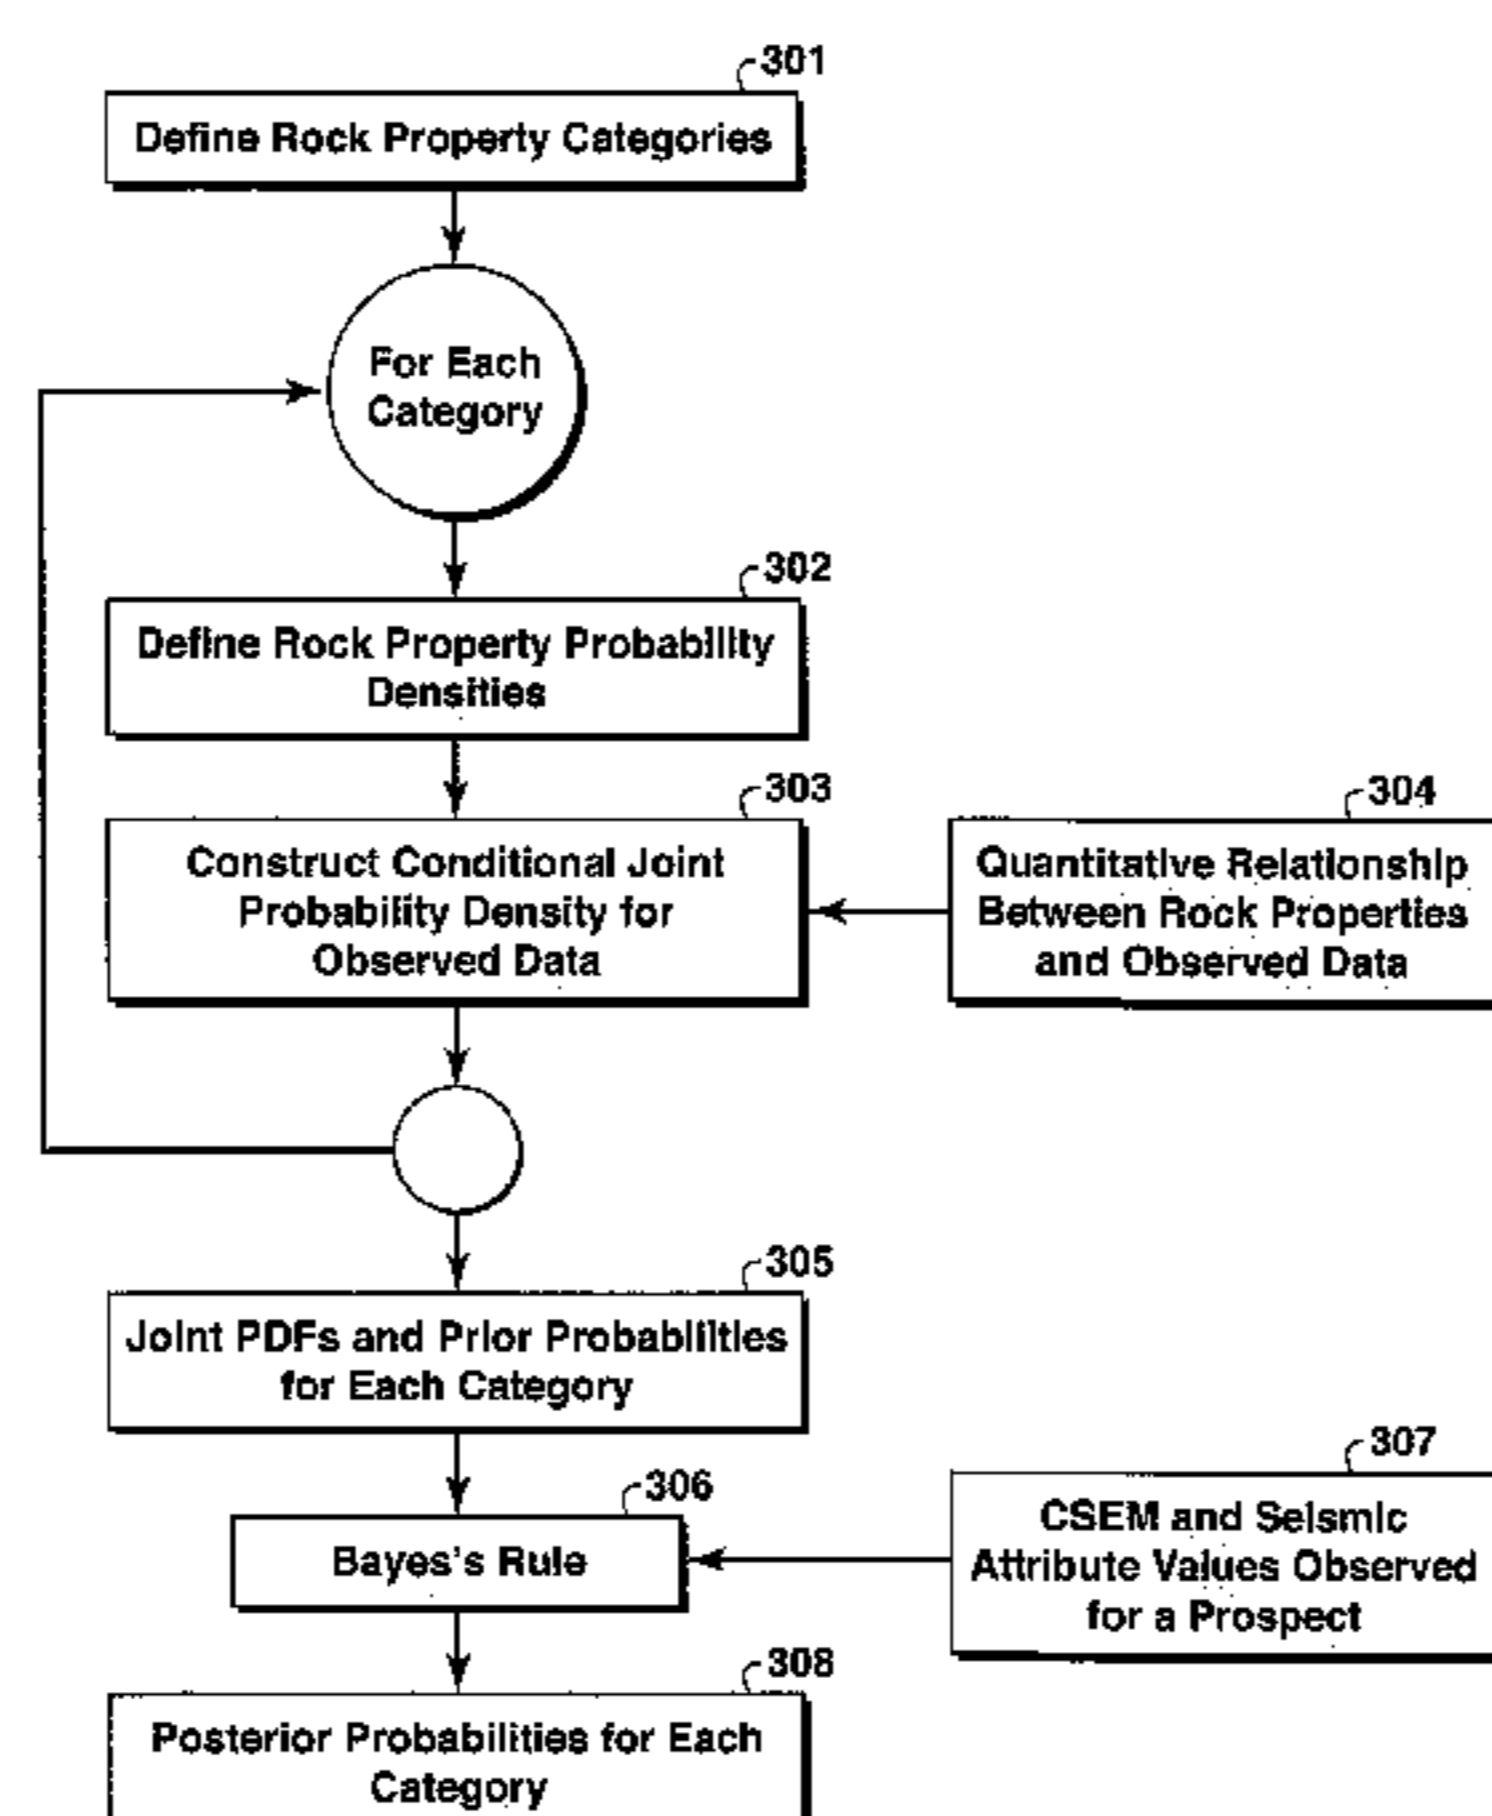 301
Define Rock Property Categories
For Each
Category
302
Define Rock Property Probability
Densities
303
Construct Conditional Joint
Probability Density for
Observed Data
304
Quantitative Relationship
Between Rock Properties
and Observed Data
305
Joint PDFs and Prior Probabilities
for Each Category
306
Bayes's Rule
307
CSEM and Seismic
Attribute Values Observed
for a Prospect
308
Posterior Probabilities for Each
Category